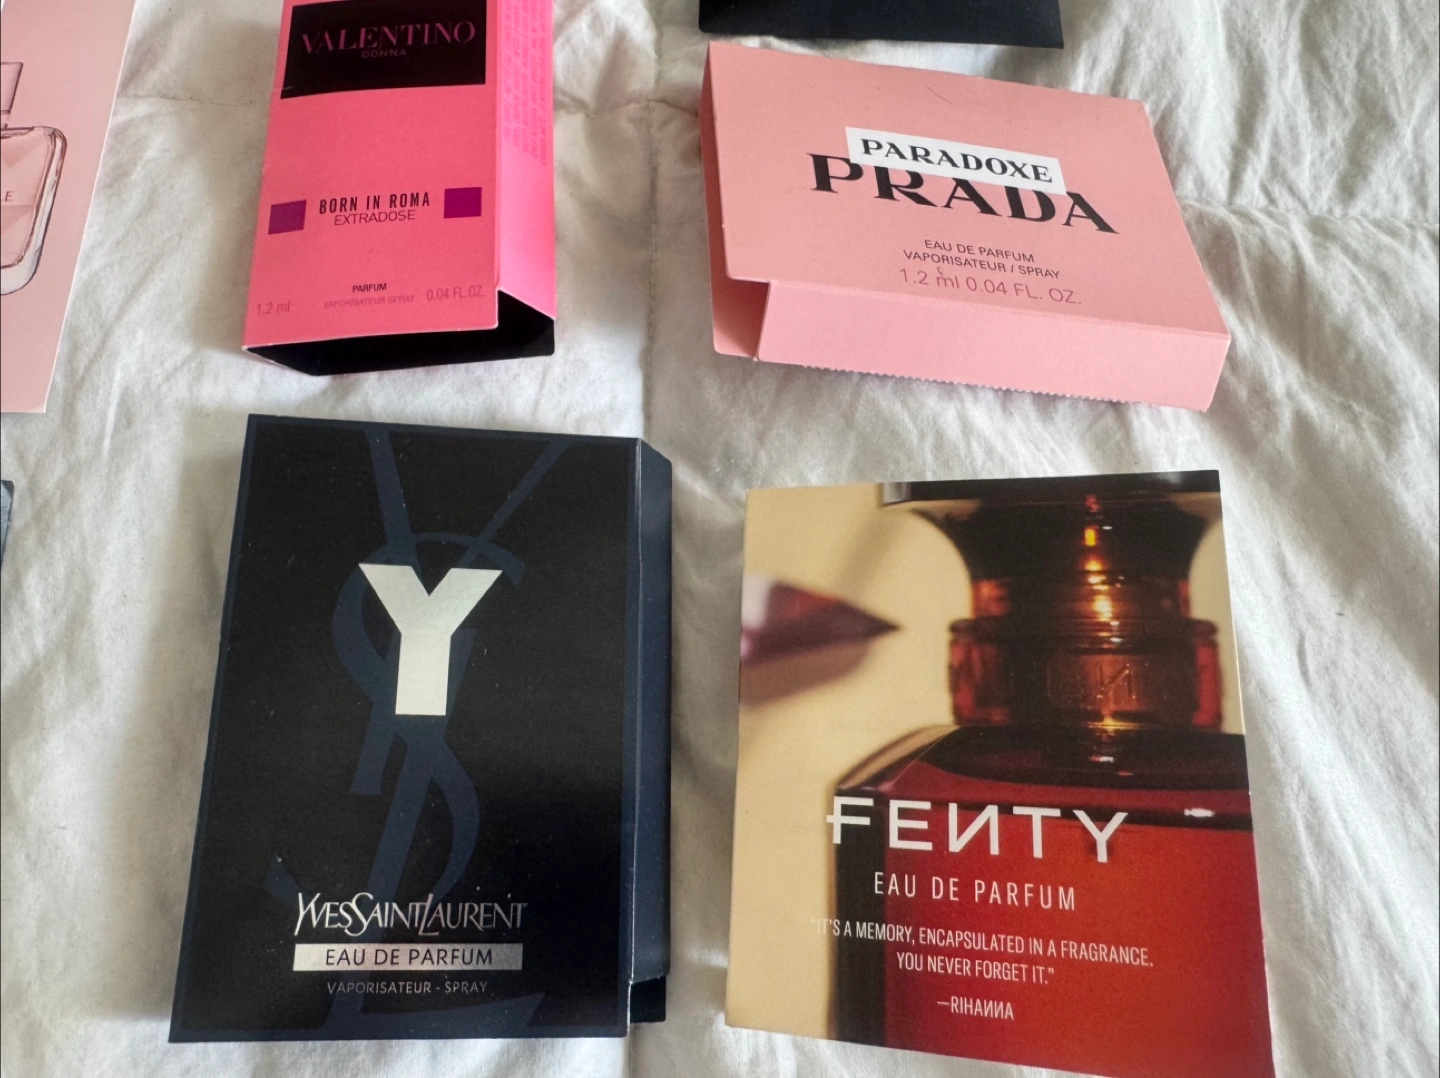 VALENTINO
DONNA
BORN IN ROMA
EXTRADOSE
PARFUM
1.2 ml VAPORISATEUR SPRAY 0.04 FL.OZ.
PARADOXE
PRADA
EAU DE PARFUM
VAPORISATEUR / SPRAY
1.2 ml 0.04 FL. OZ.
Y
YVESSAINTLAURENT
EAU DE PARFUM
VAPORISATEUR - SPRAY
FENTY
EAU DE PARFUM
"IT'S A MEMORY, ENCAPSULATED IN A FRAGRANCE.
YOU NEVER FORGET IT."
—RIHANNA